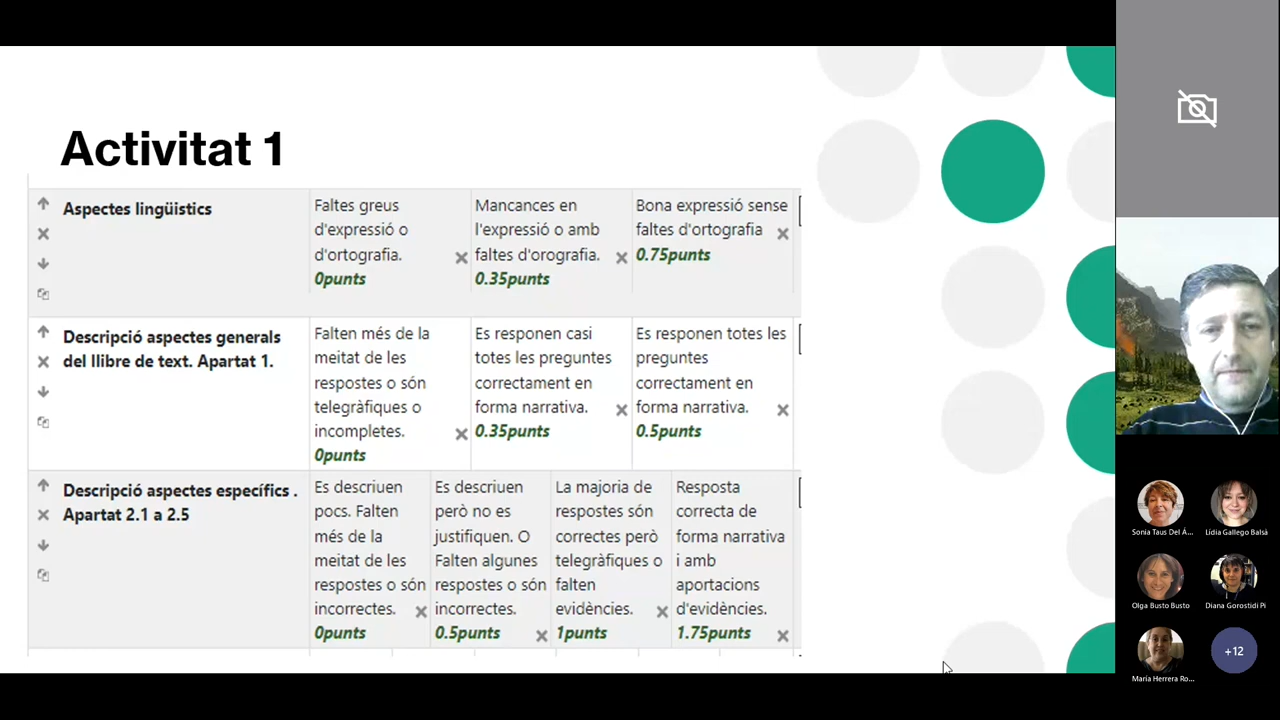 Activitat 1
Aspectes lingüistics
Faltes greus
d'expressió o
d'ortografia.
0punts
Mancances en
l'expressió o amb
faltes d'orografia.
0.35punts
Bona expressió sense
faltes d'ortografia
0.75punts
Descripció aspectes generals
del llibre de text. Apartat 1.
Falten més de la
meitat de les
respostes o són
telegràfiques o
incompletes.
0punts
Es responen casi
totes les preguntes
correctament en
forma narrativa.
0.35punts
Es responen totes les
preguntes
correctament en
forma narrativa.
0.5punts
Descripció aspectes específics .
Apartat 2.1 a 2.5
Es descriuen
pocs. Falten
més de la
meitat de les
respostes o són
incorrectes.
0punts
Es descriuen
però no es
justifiquen. O
Falten algunes
respostes o són
incorrectes.
0.5punts
La majoria de
respostes són
correctes però
telegràfiques o
falten
evidències.
1punts
Resposta
correcta de
forma narrativa
i amb
aportacions
d'evidències.
1.75punts
Sonia Taus Del Á...
Lídia Gallego Balsà
Olga Busto Busto
Diana Gorostidi Pi
María Herrera Ro...
+12